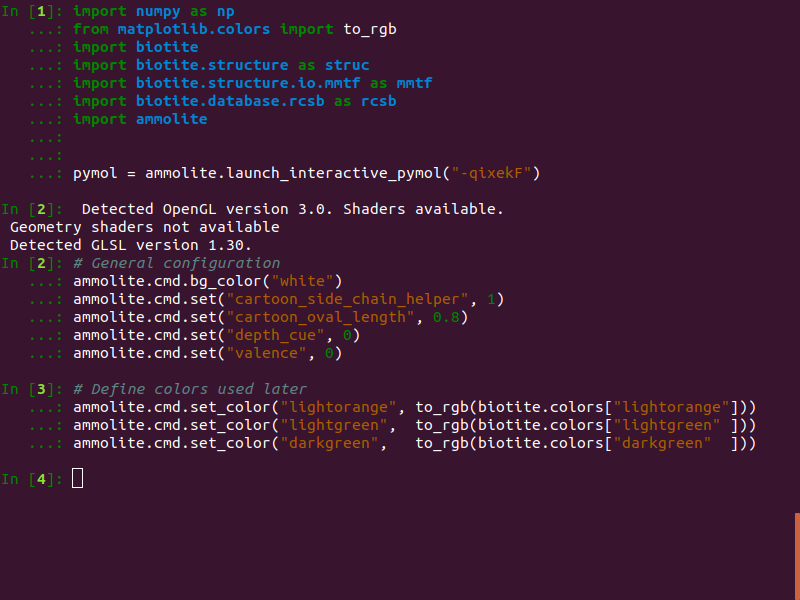 In [1]: import numpy as np
   ...: from matplotlib.colors import to_rgb
   ...: import biotite
   ...: import biotite.structure as struc
   ...: import biotite.structure.io.mmtf as mmtf
   ...: import biotite.database.rcsb as rcsb
   ...: import ammolite
   ...:
   ...:
   ...: pymol = ammolite.launch_interactive_pymol("-qixekF")
In [2]:  Detected OpenGL version 3.0. Shaders available.
 Geometry shaders not available
 Detected GLSL version 1.30.
In [2]: # General configuration
   ...: ammolite.cmd.bg_color("white")
   ...: ammolite.cmd.set("cartoon_side_chain_helper", 1)
   ...: ammolite.cmd.set("cartoon_oval_length", 0.8)
   ...: ammolite.cmd.set("depth_cue", 0)
   ...: ammolite.cmd.set("valence", 0)
In [3]: # Define colors used later
   ...: ammolite.cmd.set_color("lightorange", to_rgb(biotite.colors["lightorange"]))
   ...: ammolite.cmd.set_color("lightgreen",  to_rgb(biotite.colors["lightgreen" ]))
   ...: ammolite.cmd.set_color("darkgreen",   to_rgb(biotite.colors["darkgreen"  ]))
In [4]: